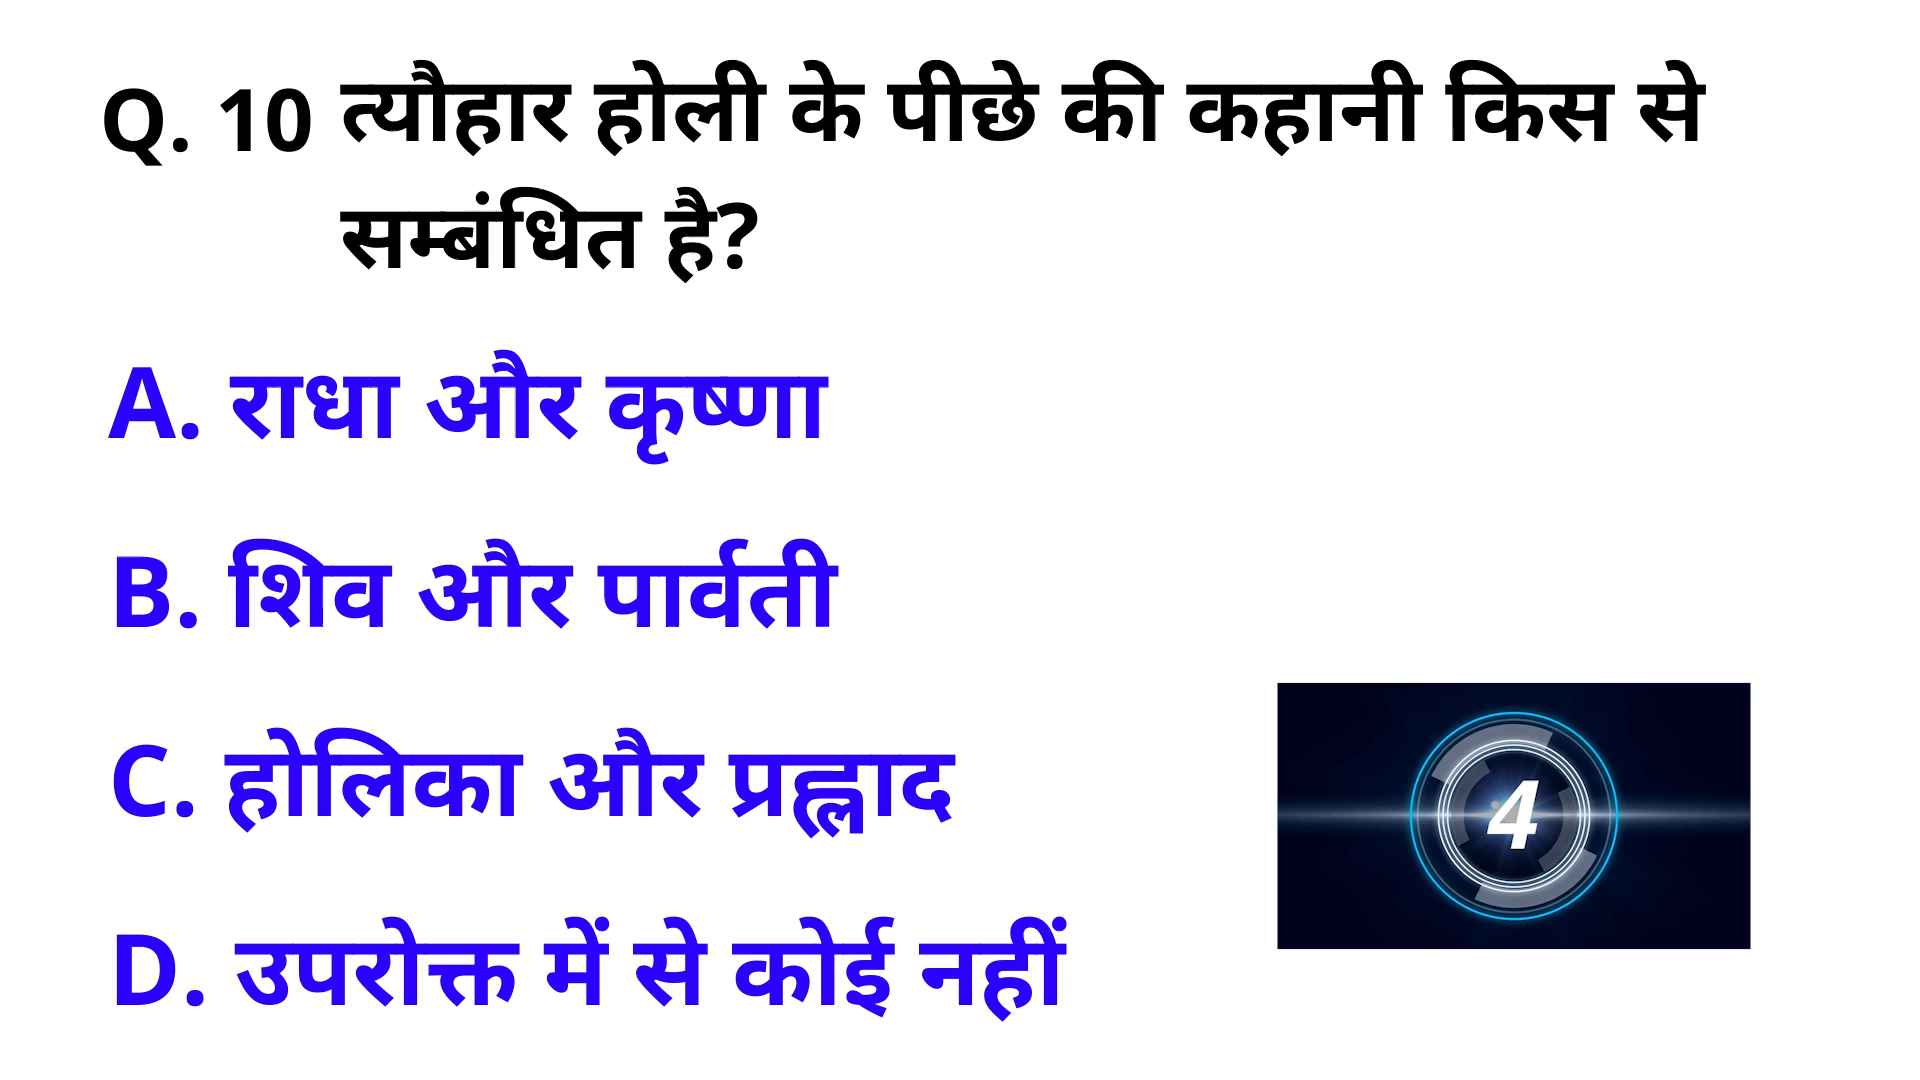 Q. 10 त्यौहार होली के पीछे की कहानी किस से
सम्बंधित है?
A. राधा और कृष्णा
B. शिव और पार्वती
C. होलिका और प्रह्लाद
4
D. उपरोक्त में से कोई नहीं